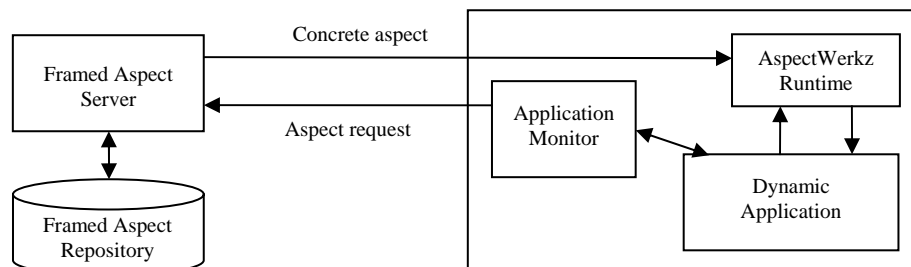 Concrete aspect
Framed Aspect
Server
AspectWerkz
Runtime
Aspect request
Application
Monitor
Dynamic
Application
Framed Aspect
Repository